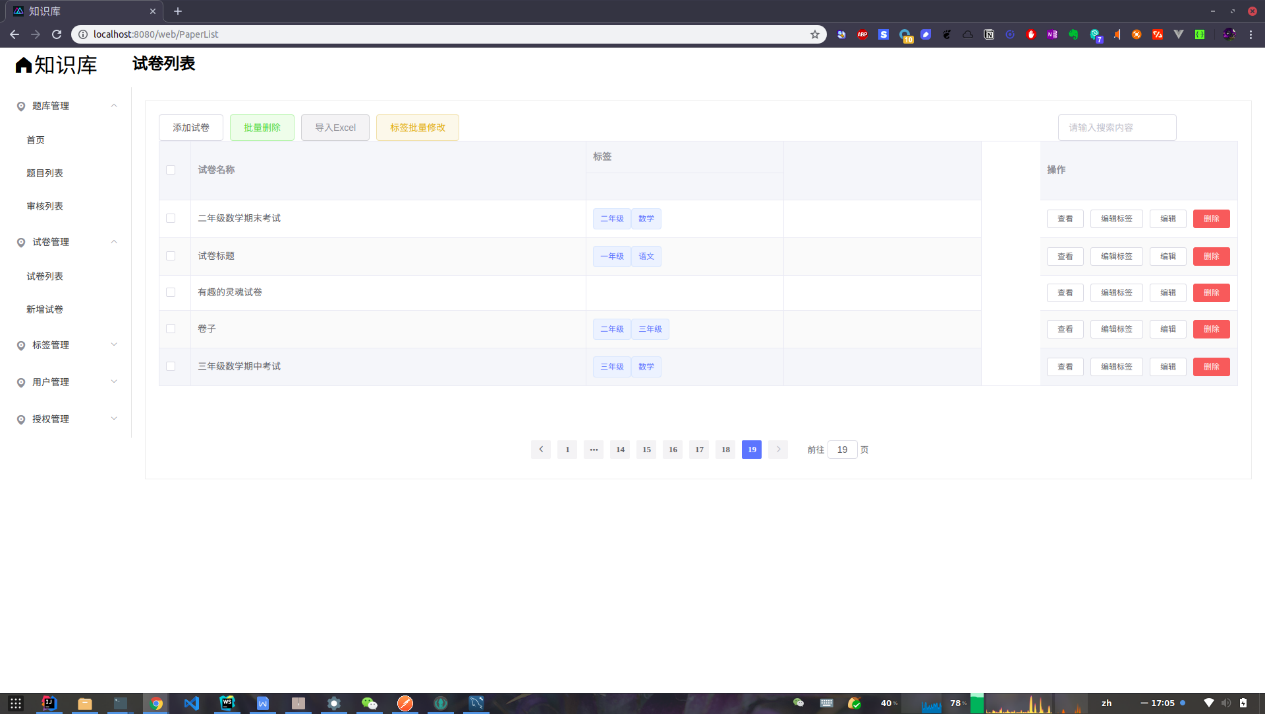 知识库
localhost:8080/web/PaperList
知识库
试卷列表
题库管理
首页
题目列表
审核列表
试卷管理
试卷列表
新增试卷
标签管理
用户管理
授权管理
添加试卷 批量删除 导入Excel 标签批量修改 请输入搜索内容
试卷名称 标签 操作
二年级数学期末考试 二年级 数学 查看 编辑标签 编辑 删除
试卷标题 一年级 语文 查看 编辑标签 编辑 删除
有趣的灵魂试卷 查看 编辑标签 编辑 删除
卷子 二年级 三年级 查看 编辑标签 编辑 删除
三年级数学期中考试 三年级 数学 查看 编辑标签 编辑 删除
1 ••• 14 15 16 17 18 19 前往 19 页
40% 78% zh 17:05